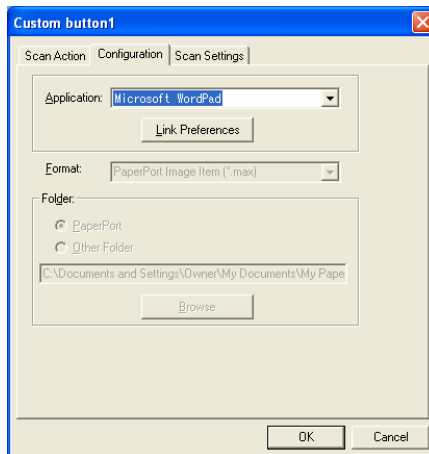 Custom button1
Scan Action Configuration Scan Settings
Application: Microsoft WordPad
Link Preferences
Format: PaperPort Image Item (*.max)
Folder:
PaperPort
Other Folder
C:\Documents and Settings\Owner\My Documents\My Pape
Browse
OK Cancel